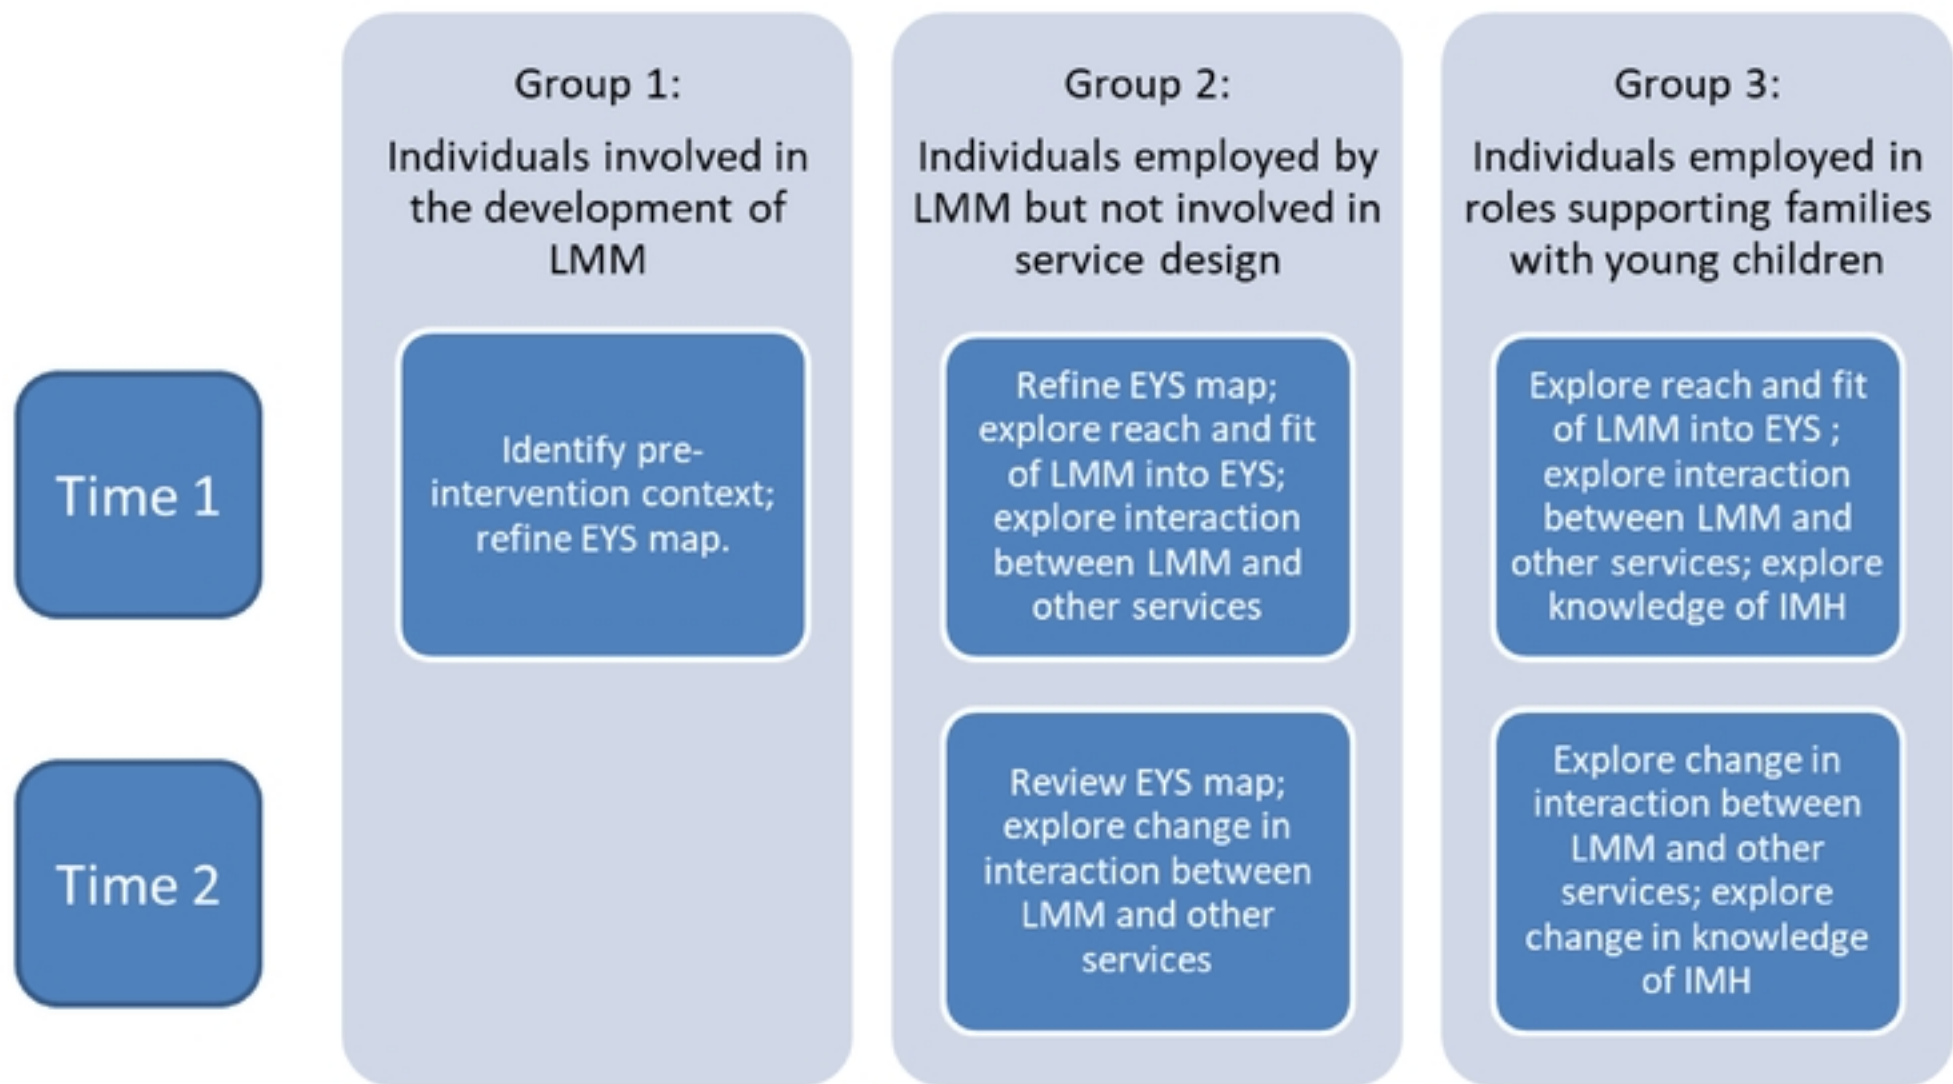 Group 1:
Individuals involved in
the development of
LMM
Group 2:
Individuals employed by
LMM but not involved in
service design
Group 3:
Individuals employed in
roles supporting families
with young children
Time 1
Identify pre-
intervention context;
refine EYS map.
Refine EYS map;
explore reach and fit
of LMM into EYS;
explore interaction
between LMM and
other services
Explore reach and fit
of LMM into EYS ;
explore interaction
between LMM and
other services; explore
knowledge of IMH
Time 2
Review EYS map;
explore change in
interaction between
LMM and other
services
Explore change in
interaction between
LMM and other
services; explore
change in knowledge
of IMH